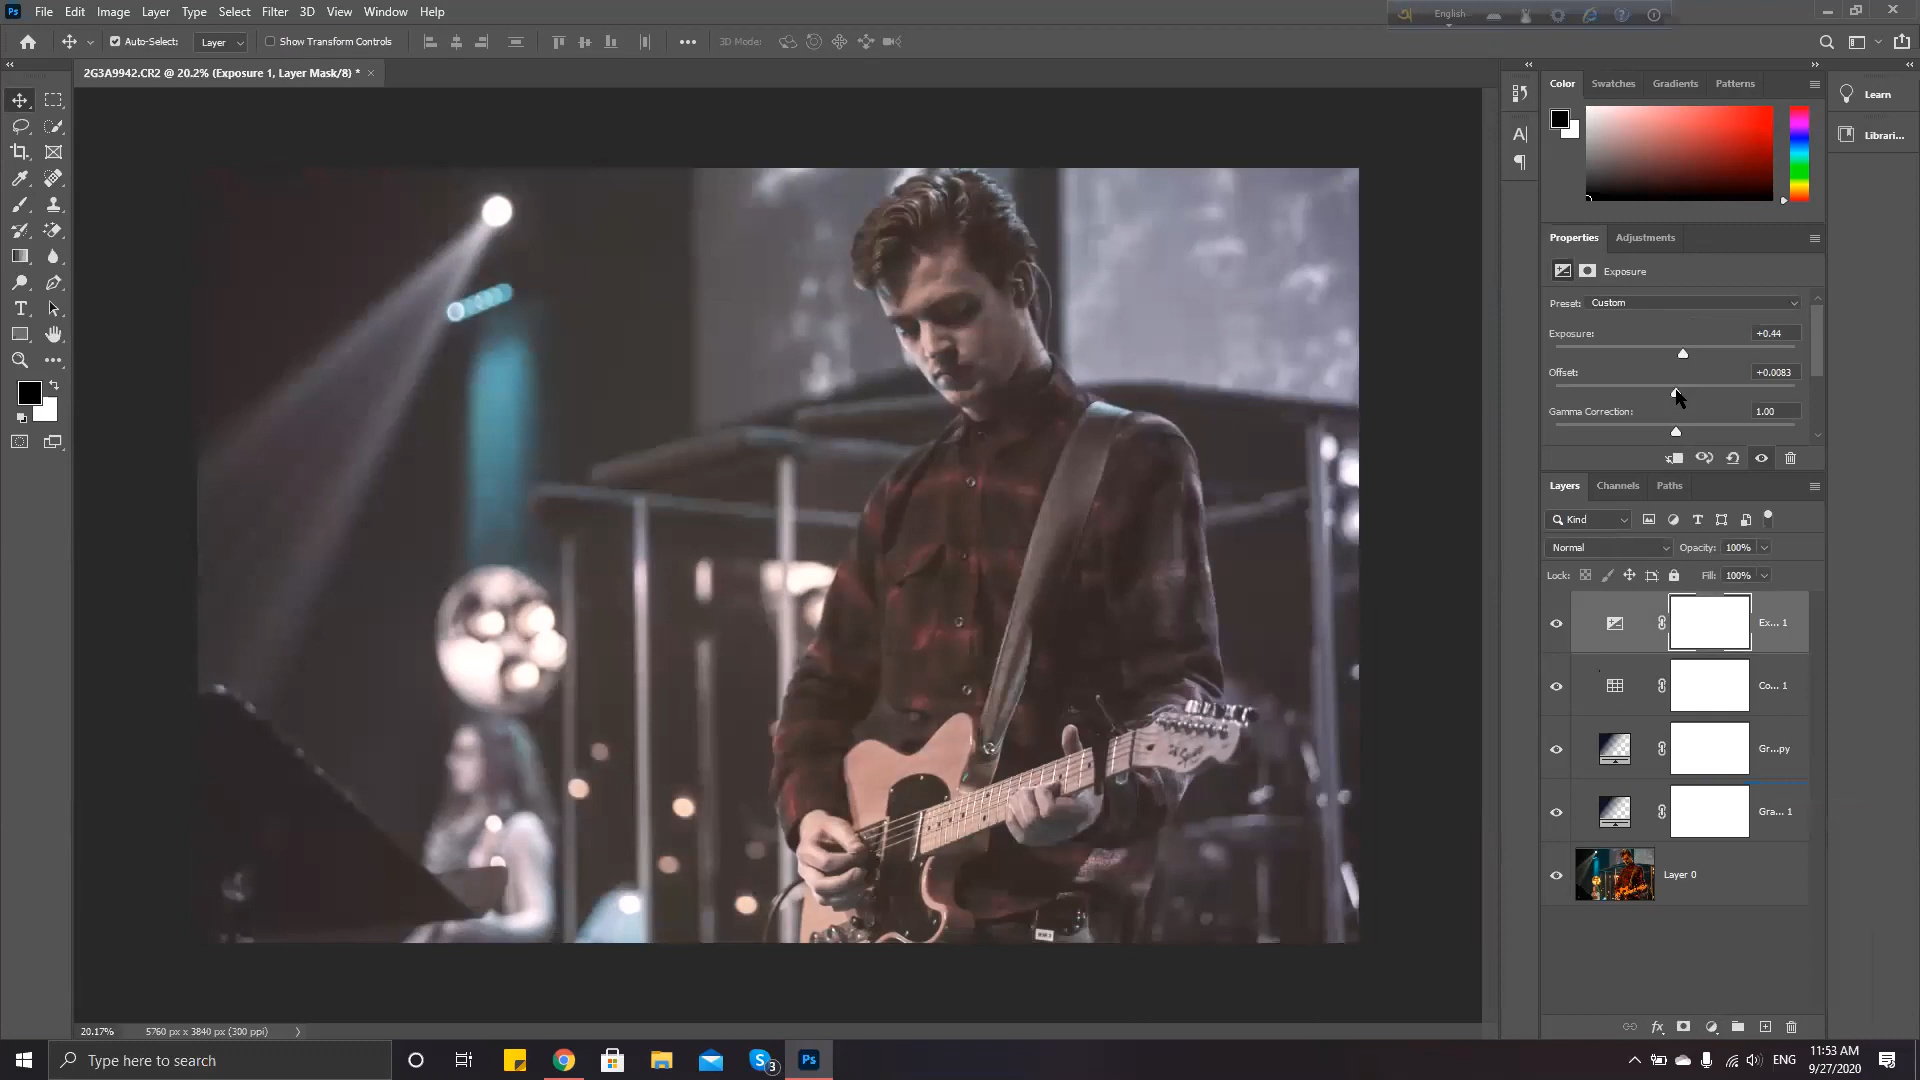 Ps File Edit Image Layer Type Select Filter 3D View Window Help
English
Auto-Select: Layer Show Transform Controls 3D Mode:
2G3A9942.CR2 @ 20.2% (Exposure 1, Layer Mask/8) * ×
Color Swatches Gradients Patterns
Learn
Librari...
Properties Adjustments
Exposure
Preset: Custom
Exposure: +0.44
Offset: +0.0083
Gamma Correction: 1.00
Layers Channels Paths
Kind
Normal Opacity: 100%
Lock: Fill: 100%
Ex... 1
Co... 1
Gr...py
Gra... 1
Layer 0
20.17% 5760 px x 3840 px (300 ppi)
Type here to search
S 3
Ps
ENG
11:53 AM
9/27/2020